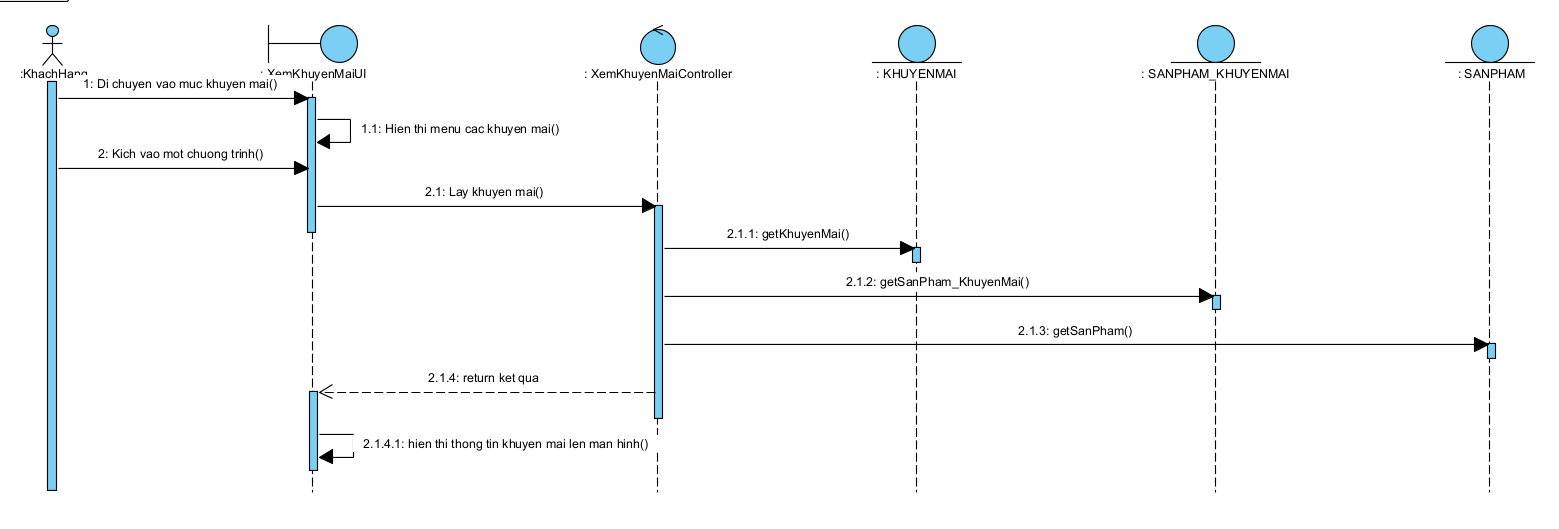 :KhachHang
: XemKhuyenMaiUI
: XemKhuyenMaiController
: KHUYENMAI
: SANPHAM_KHUYENMAI
: SANPHAM
1: Di chuyen vao muc khuyen mai()
1.1: Hien thi menu cac khuyen mai()
2: Kich vao mot chuong trinh()
2.1: Lay khuyen mai()
2.1.1: getKhuyenMai()
2.1.2: getSanPham_KhuyenMai()
2.1.3: getSanPham()
2.1.4: return ket qua
2.1.4.1: hien thi thong tin khuyen mai len man hinh()